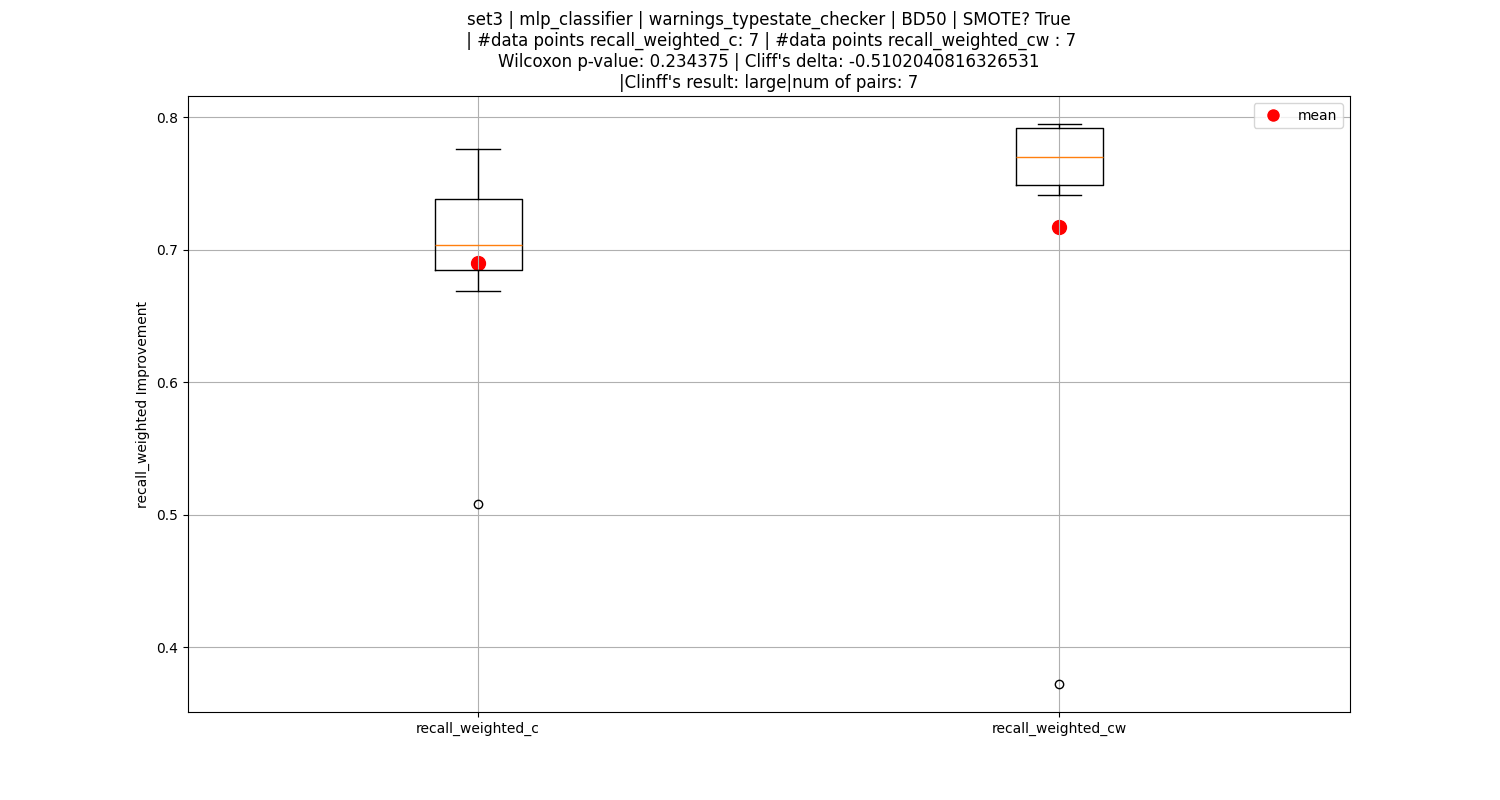 set3 | mlp_classifier | warnings_typestate_checker | BD50 | SMOTE? True
| #data points recall_weighted_c: 7 | #data points recall_weighted_cw : 7
Wilcoxon p-value: 0.234375 | Cliff's delta: -0.5102040816326531
|Clinff's result: large|num of pairs: 7
mean
0.8
0.7
0.6
0.5
0.4
recall_weighted Improvement
recall_weighted_c
recall_weighted_cw